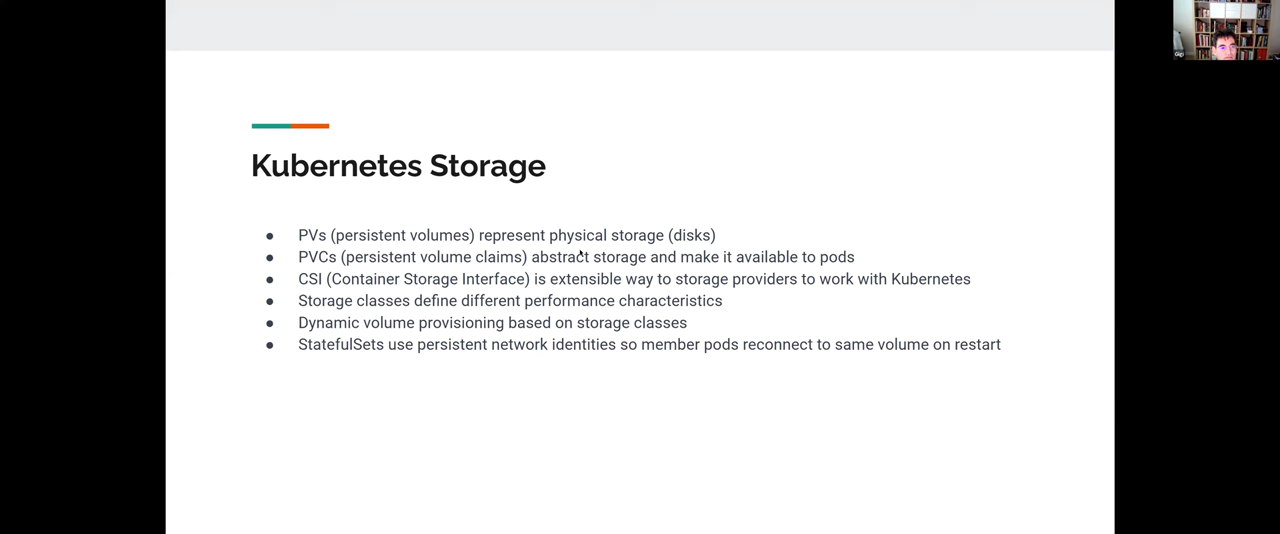 Kubernetes Storage
● PVs (persistent volumes) represent physical storage (disks)
● PVCs (persistent volume claims) abstract storage and make it available to pods
● CSI (Container Storage Interface) is extensible way to storage providers to work with Kubernetes
● Storage classes define different performance characteristics
● Dynamic volume provisioning based on storage classes
● StatefulSets use persistent network identities so member pods reconnect to same volume on restart
Gigi